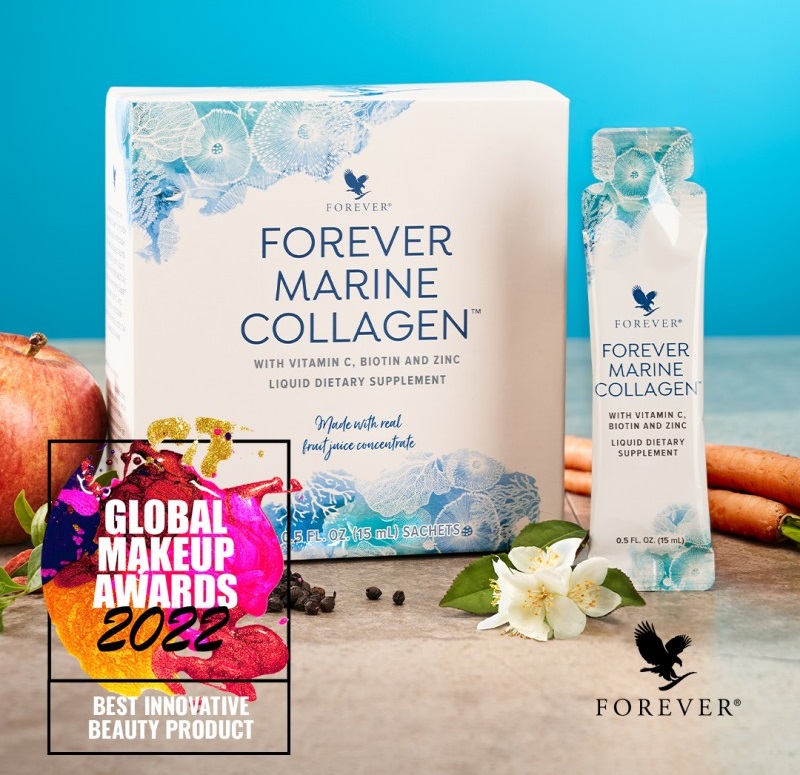 FOREVER®
FOREVER
MARINE
COLLAGEN™
WITH VITAMIN C, BIOTIN AND ZINC
LIQUID DIETARY SUPPLEMENT
Made with real
fruit juice concentrate
0.5 FL. OZ. (15 mL) SACHETS
FOREVER®
FOREVER
MARINE
COLLAGEN™
WITH VITAMIN C,
BIOTIN AND ZINC
LIQUID DIETARY
SUPPLEMENT
0.5 FL. OZ. (15 mL)
GLOBAL
MAKEUP
AWARDS
2022
BEST INNOVATIVE
BEAUTY PRODUCT
FOREVER®